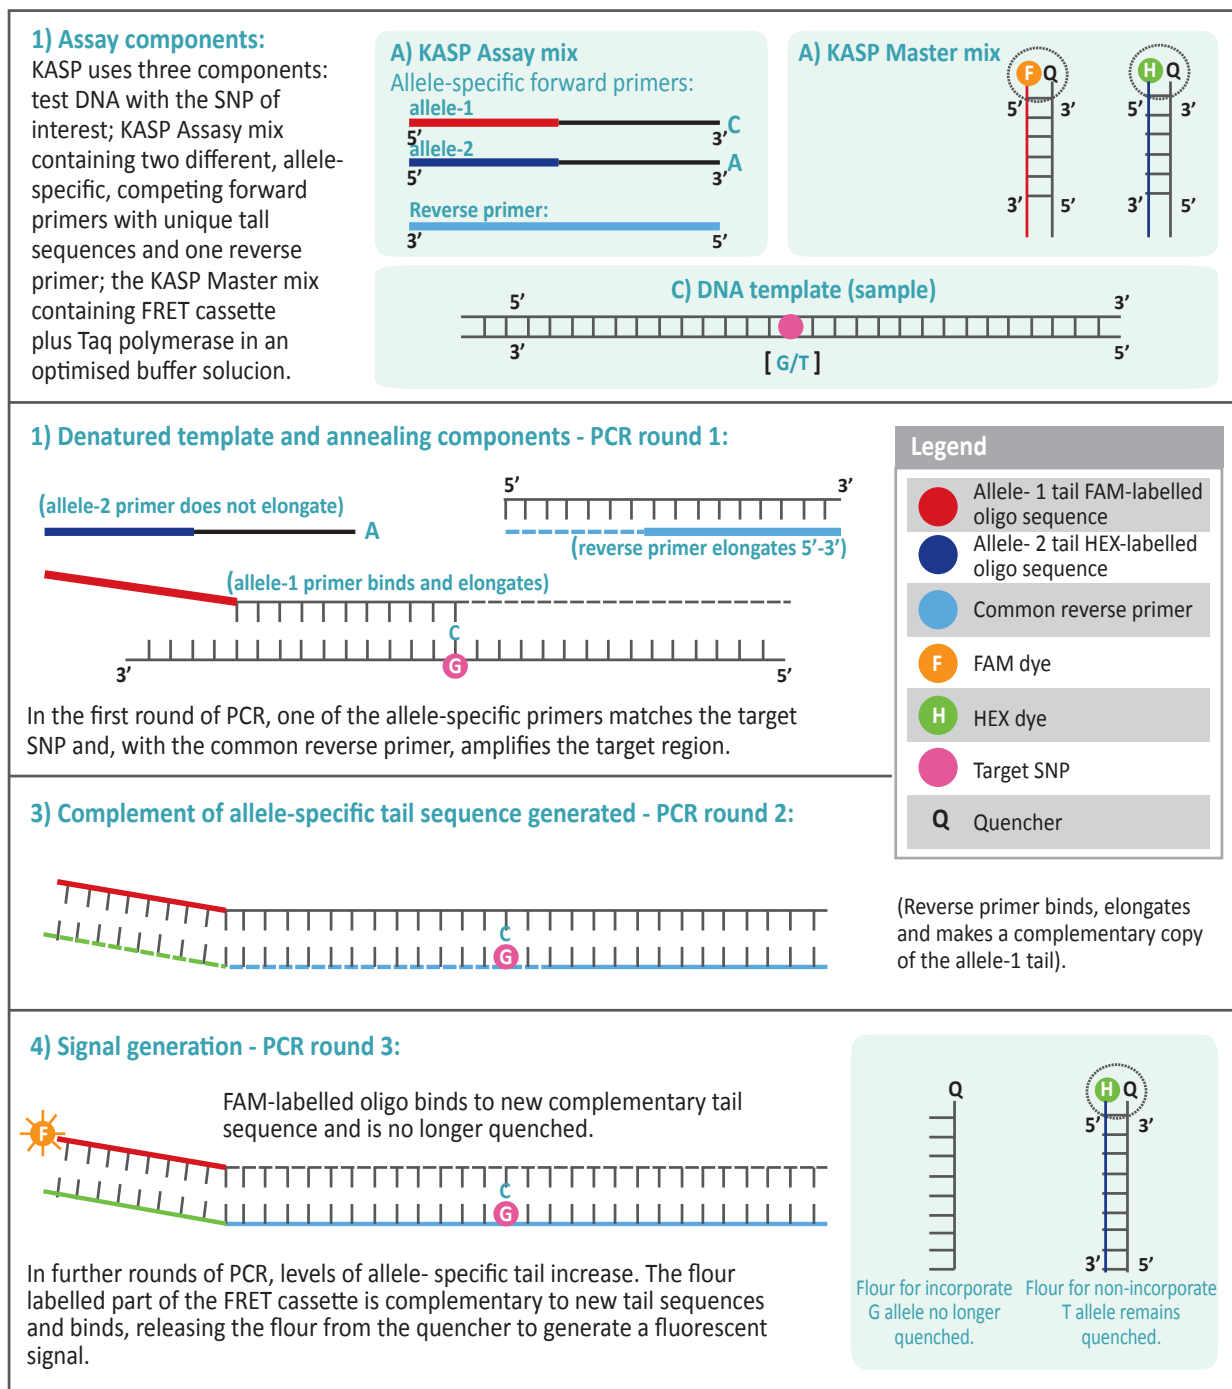 1) Assay components:
KASP uses three components:
test DNA with the SNP of
interest; KASP Assasy mix
containing two different, allele-
specific, competing forward
primers with unique tall
sequences and one reverse
primer; the KASP Master mix
containing FRET cassette
plus Taq polymerase in an
optimised buffer solucion.
A) KASP Assay mix
Allele-specific forward primers:
allele-1
5’ 3’ C
allele-2
5’ 3’ A
Reverse primer:
3’ 5’
A) KASP Master mix
F Q H Q
5’ 3’ 5’ 3’
3’ 5’ 3’ 5’
C) DNA template (sample)
5’ 3’
3’ 5’
[ G/T ]
1) Denatured template and annealing components - PCR round 1:
(allele-2 primer does not elongate)
A
5’ 3’
(reverse primer elongates 5’-3’)
(allele-1 primer binds and elongates)
C
G
3’ 5’
In the first round of PCR, one of the allele-specific primers matches the target
SNP and, with the common reverse primer, amplifies the target region.
Legend
Allele- 1 tail FAM-labelled
oligo sequence
Allele- 2 tail HEX-labelled
oligo sequence
Common reverse primer
F FAM dye
H HEX dye
Target SNP
Q Quencher
3) Complement of allele-specific tail sequence generated - PCR round 2:
C
G
(Reverse primer binds, elongates
and makes a complementary copy
of the allele-1 tail).
4) Signal generation - PCR round 3:
FAM-labelled oligo binds to new complementary tail
sequence and is no longer quenched.
F
C
G
In further rounds of PCR, levels of allele- specific tail increase. The flour
labelled part of the FRET cassette is complementary to new tail sequences
and binds, releasing the flour from the quencher to generate a fluorescent
signal.
Q
H Q
5’ 3’
3’ 5’
Flour for incorporate
G allele no longer
quenched.
Flour for non-incorporate
T allele remains
quenched.